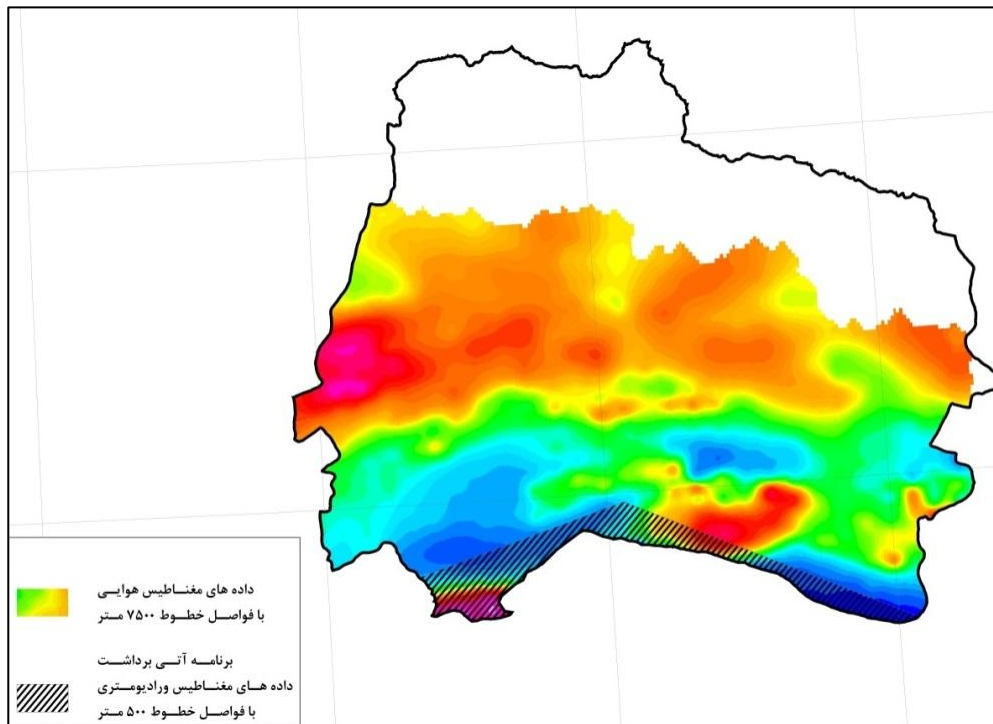 داده های مغناطیس هوایی
با فواصل خطوط ۷۵۰۰ متر
برنامه آتی برداشت
داده های مغناطیس ورادیومتری
با فواصل خطوط ۵۰۰ متر